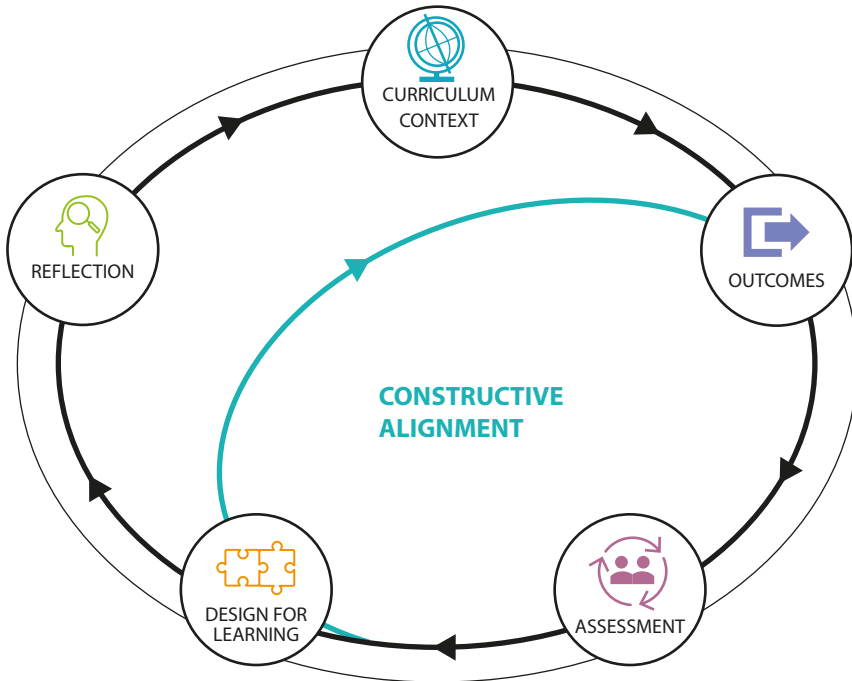 CURRICULUM
CONTEXT
REFLECTION
OUTCOMES
CONSTRUCTIVE
ALIGNMENT
DESIGN FOR
LEARNING
ASSESSMENT